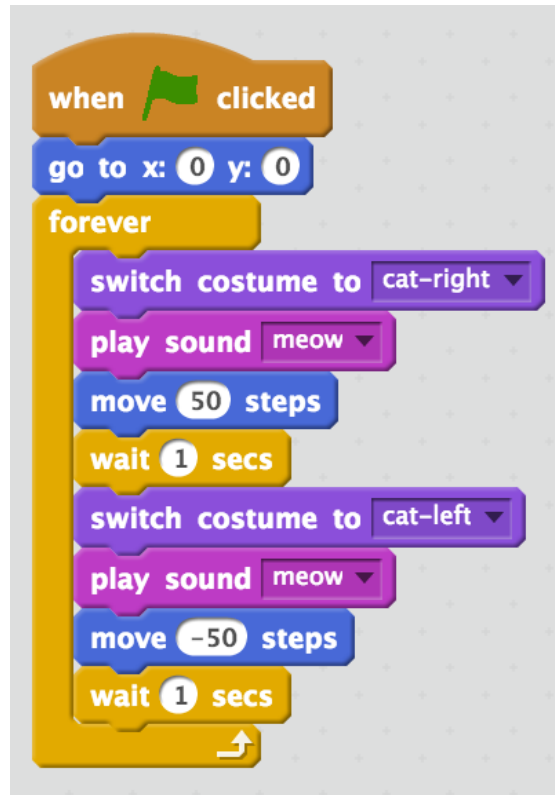 when clicked
go to x: 0 y: 0
forever
switch costume to cat-right
play sound meow
move 50 steps
wait 1 secs
switch costume to cat-left
play sound meow
move -50 steps
wait 1 secs